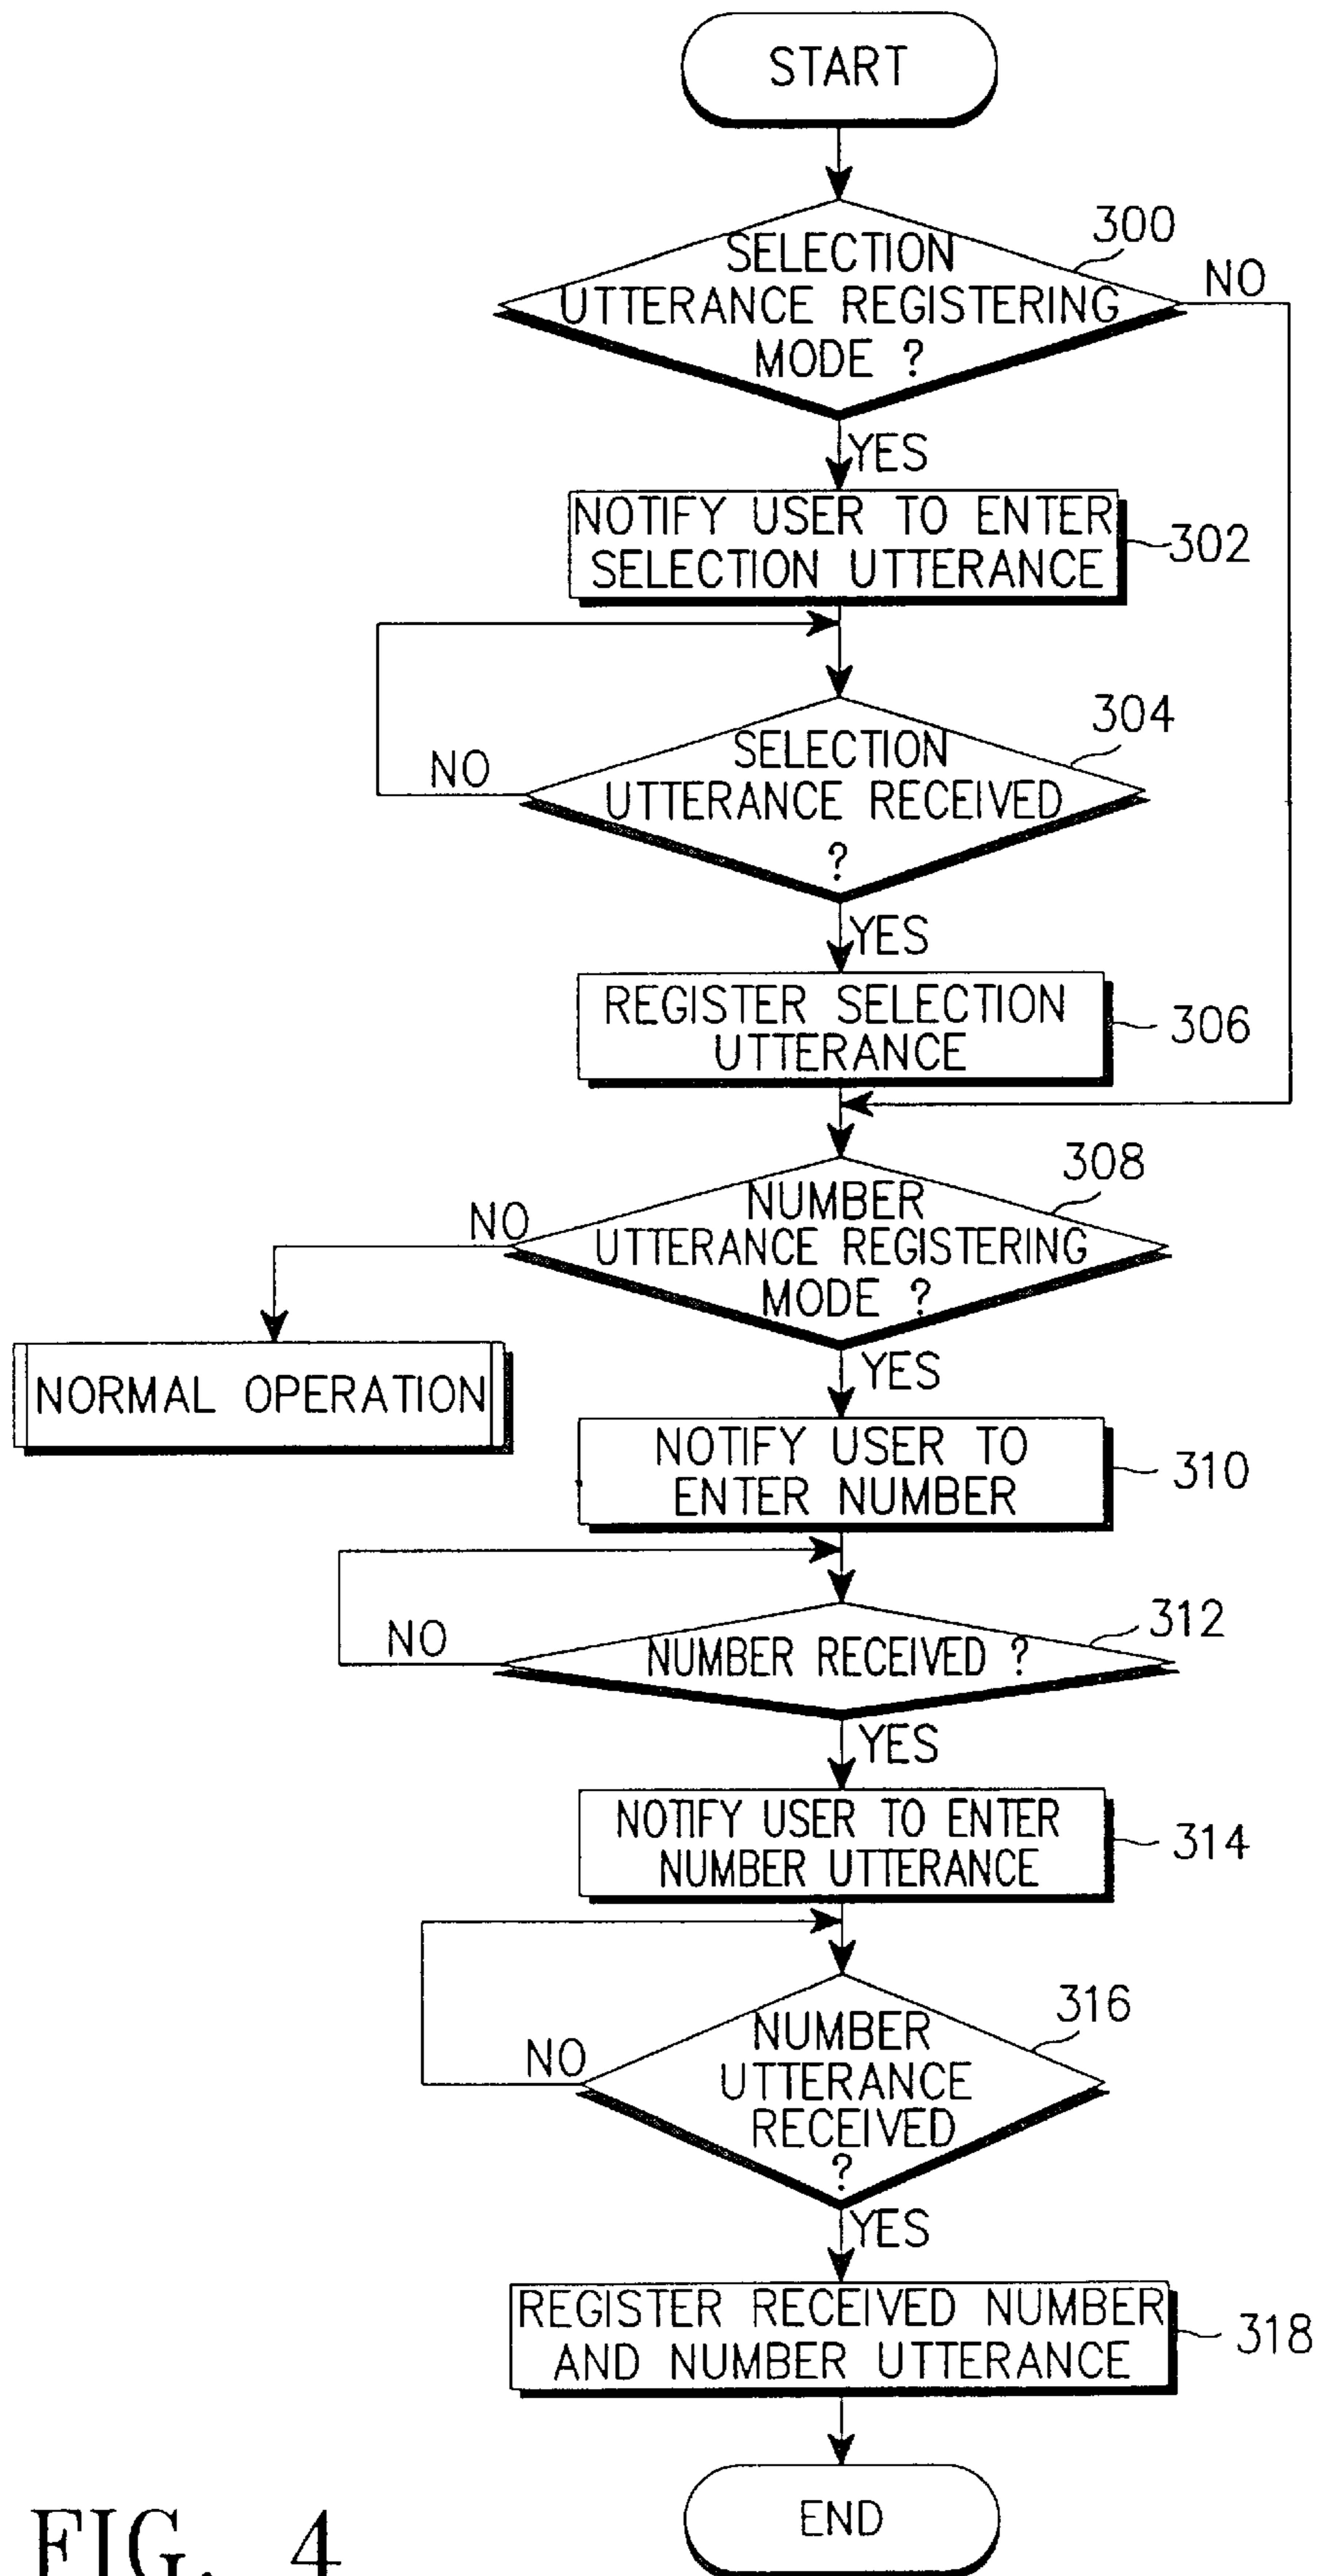 START
300
SELECTION
UTTERANCE REGISTERING
MODE ?
NO
YES
NOTIFY USER TO ENTER
SELECTION UTTERANCE
302
304
SELECTION
UTTERANCE RECEIVED
?
NO
YES
REGISTER SELECTION
UTTERANCE
306
308
NUMBER
UTTERANCE REGISTERING
MODE ?
NO
NORMAL OPERATION
YES
NOTIFY USER TO
ENTER NUMBER
310
312
NUMBER RECEIVED ?
NO
YES
NOTIFY USER TO ENTER
NUMBER UTTERANCE
314
316
NUMBER
UTTERANCE
RECEIVED
?
NO
YES
REGISTER RECEIVED NUMBER
AND NUMBER UTTERANCE
318
END
FIG. 4